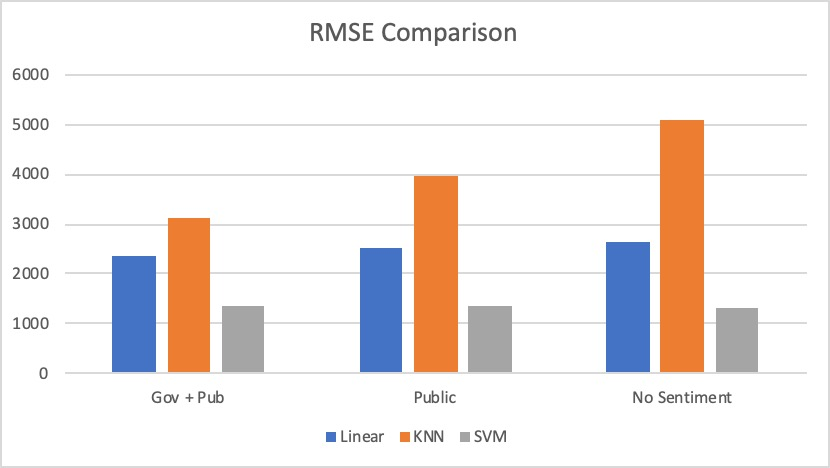 RMSE Comparison
6000
5000
4000
3000
2000
1000
0
Gov + Pub Public No Sentiment
Linear KNN SVM